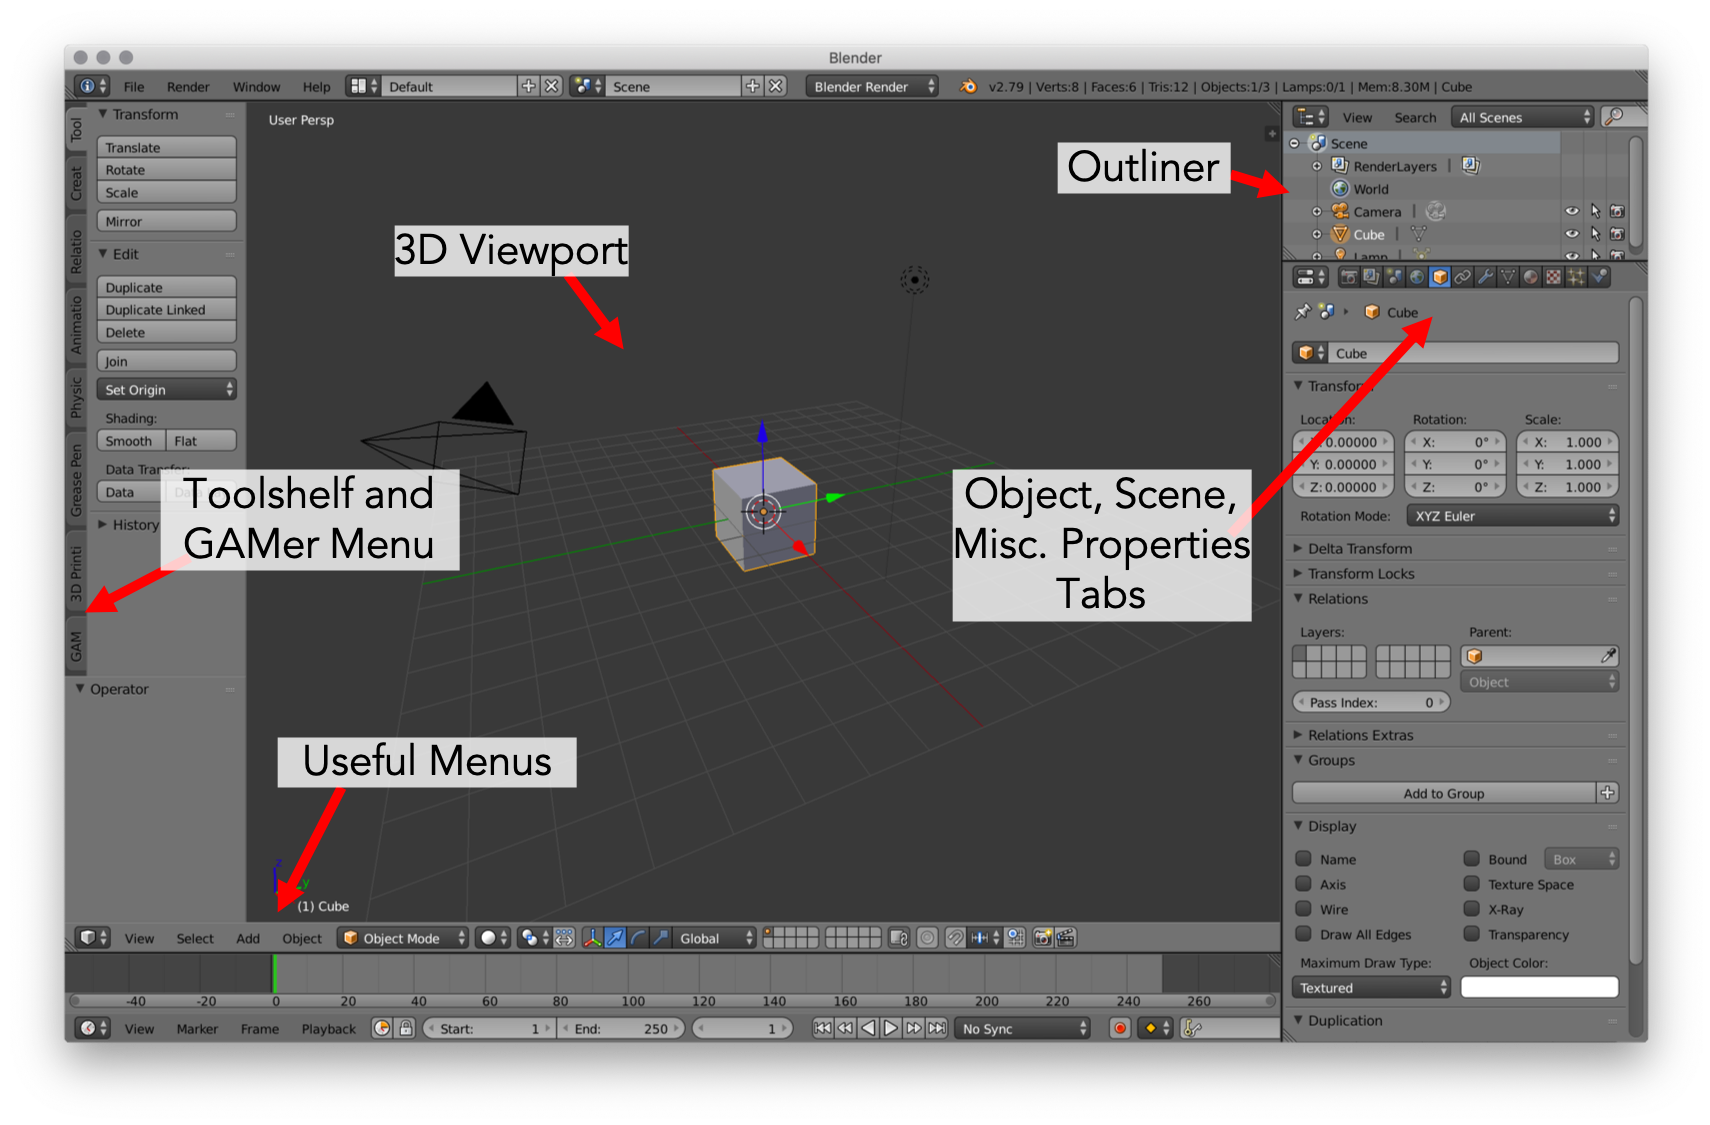 Blender
File Render Window Help Default Scene Blender Render v2.79 | Verts:8 | Faces:6 | Tris:12 | Objects:1/3 | Lamps:0/1 | Mem:8.30M | Cube
Tool
Creat
Relatio
Animatio
Physic
Grease Pen
3D Printi
GAM
Transform
Translate
Rotate
Scale
Mirror
Edit
Duplicate
Duplicate Linked
Delete
Join
Set Origin
Shading:
Smooth Flat
Data Transfer:
Data Data
History
Operator
User Persp
3D Viewport
Outliner
Toolshelf and
GAMer Menu
Object, Scene,
Misc. Properties
Tabs
Useful Menus
z
y
(1) Cube
View Search All Scenes
Scene
RenderLayers
World
Camera
Cube
Lamp
Cube
Cube
Transform
Location: Rotation: Scale:
X: 0.00000 X: 0° X: 1.000
Y: 0.00000 Y: 0° Y: 1.000
Z: 0.00000 Z: 0° Z: 1.000
Rotation Mode: XYZ Euler
Delta Transform
Transform Locks
Relations
Layers: Parent:
Object
Pass Index: 0
Relations Extras
Groups
Add to Group
Display
Name Bound Box
Axis Texture Space
Wire X-Ray
Draw All Edges Transparency
Maximum Draw Type: Object Color:
Textured
Duplication
View Select Add Object Object Mode Global
-40 -20 0 20 40 60 80 100 120 140 160 180 200 220 240 260
View Marker Frame Playback Start: 1 End: 250 1 No Sync